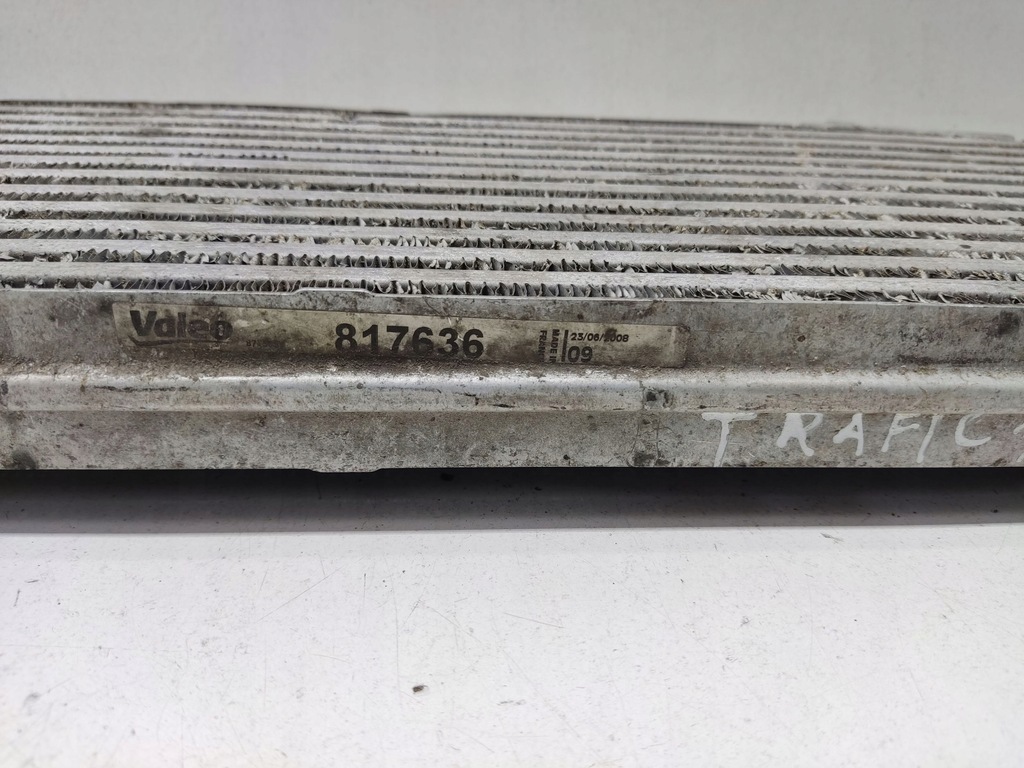 Valeo
817636
MADE IN
FRANCE
23/06/2008
09
TRAFIC